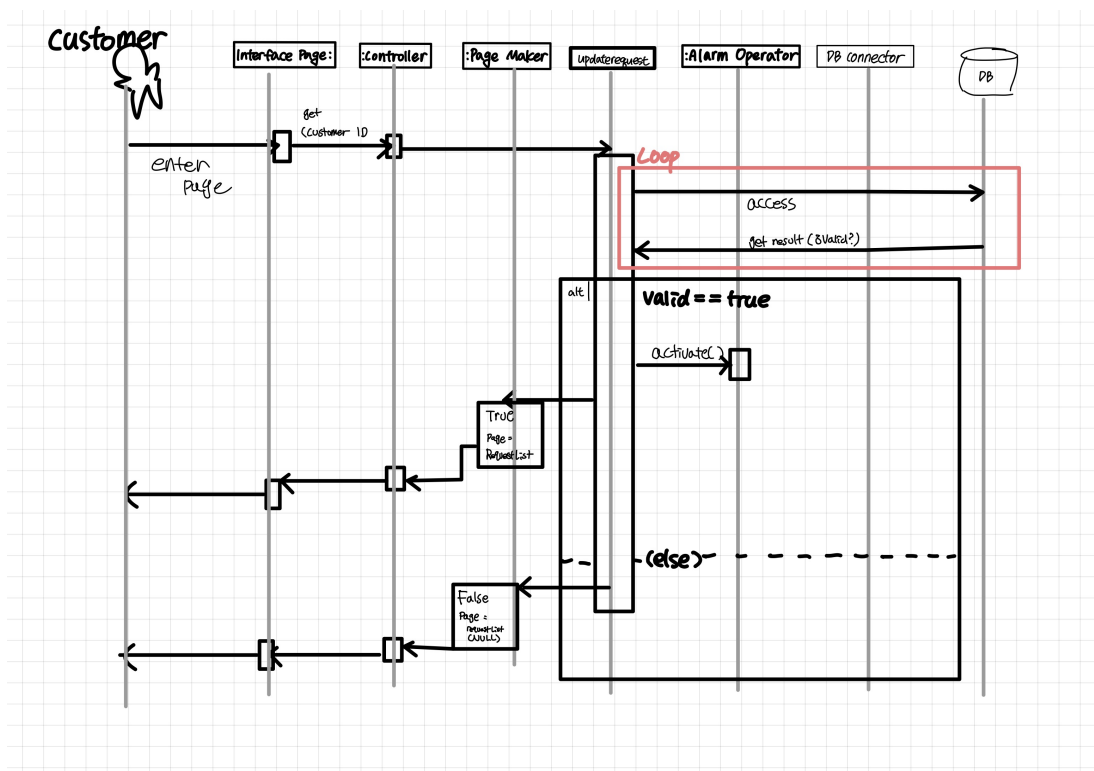 customer
Interface Page:
:controller
:Page Maker
updaterequest
:Alarm Operator
DB connector
DB
get
(customer ID
enter
page
Loop
access
get result (isValid?)
alt
valid == true
activate( )
True
Page =
RequestList
(else)
False
Page =
requestList
(NULL)